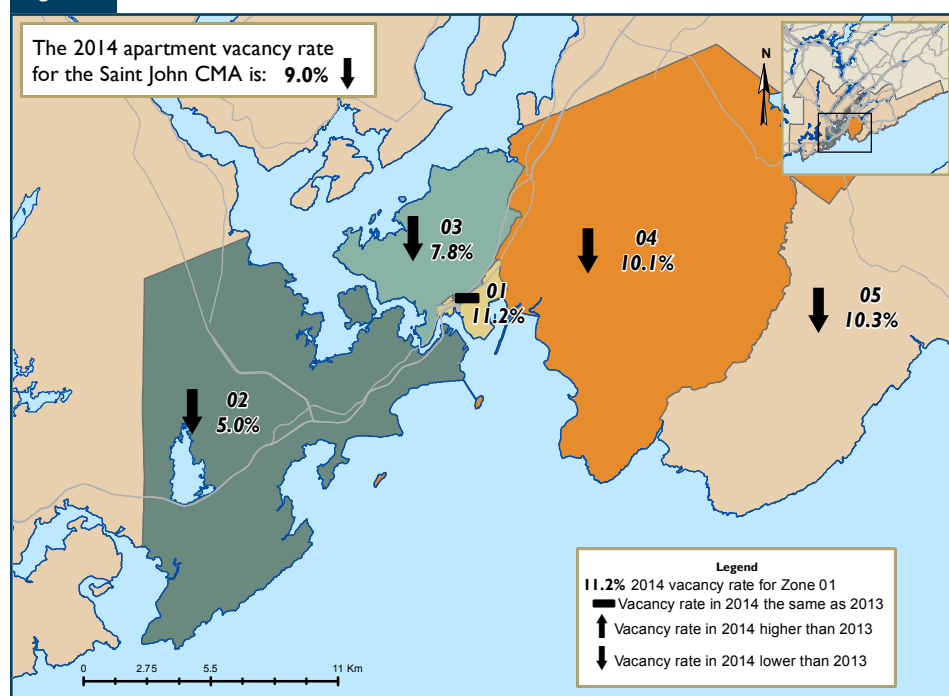 The 2014 apartment vacancy rate
for the Saint John CMA is: 9.0%
N
03
7.8%
04
10.1%
01
11.2%
05
10.3%
02
5.0%
Legend
11.2% 2014 vacancy rate for Zone 01
Vacancy rate in 2014 the same as 2013
Vacancy rate in 2014 higher than 2013
Vacancy rate in 2014 lower than 2013
0 2.75 5.5 11 Km